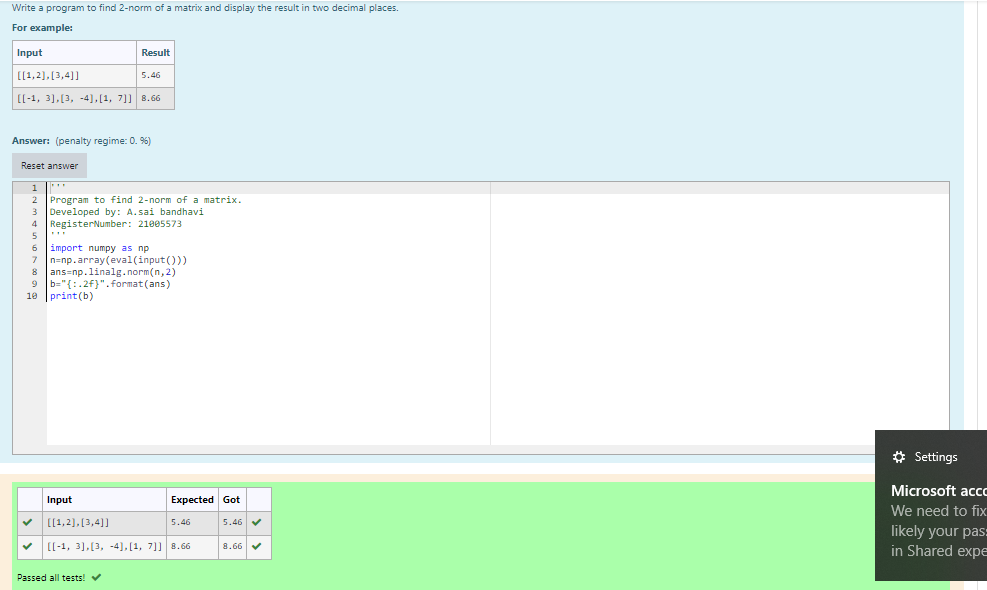 Write a program to find 2-norm of a matrix and display the result in two decimal places.
For example:
Input Result
[[1,2],[3,4]] 5.46
[[-1, 3],[3, -4],[1, 7]] 8.66
Answer: (penalty regime: 0. %)
Reset answer
1 '''
2 Program to find 2-norm of a matrix.
3 Developed by: A.sai bandhavi
4 RegisterNumber: 21005573
5 '''
6 import numpy as np
7 n=np.array(eval(input()))
8 ans=np.linalg.norm(n,2)
9 b="{:.2f}".format(ans)
10 print(b)
Input Expected Got
[[1,2],[3,4]] 5.46 5.46
[[-1, 3],[3, -4],[1, 7]] 8.66 8.66
Passed all tests!
Settings
Microsoft acc
We need to fix
likely your pas
in Shared expe